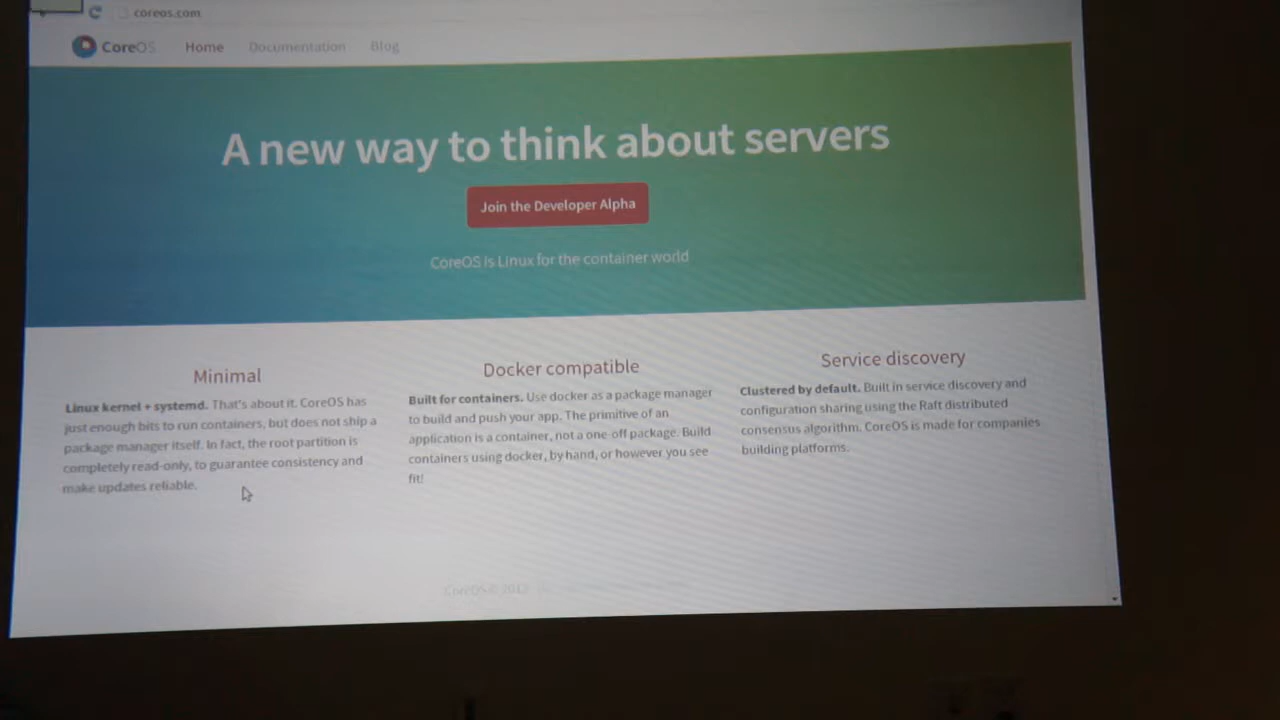 coreos.com
CoreOS Home Documentation Blog
A new way to think about servers
Join the Developer Alpha
CoreOS is Linux for the container world
Minimal
Linux kernel + systemd. That's about it. CoreOS has
just enough bits to run containers, but does not ship a
package manager itself. In fact, the root partition is
completely read-only, to guarantee consistency and
make updates reliable.
Docker compatible
Built for containers. Use docker as a package manager
to build and push your app. The primitive of an
application is a container, not a one-off package. Build
containers using docker, by hand, or however you see
fit!
Service discovery
Clustered by default. Built in service discovery and
configuration sharing using the Raft distributed
consensus algorithm. CoreOS is made for companies
building platforms.
CoreOS ©